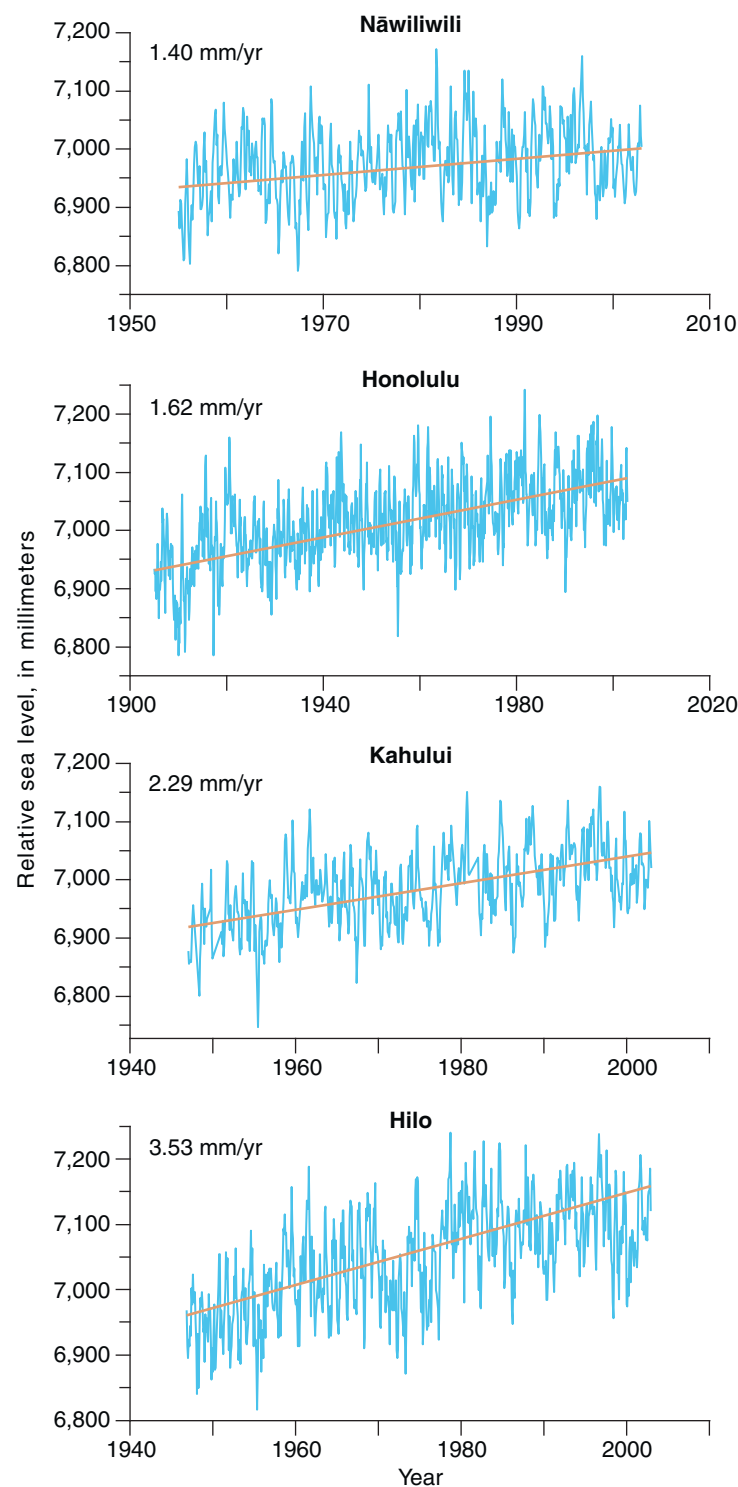 Nāwiliwili
1.40 mm/yr
7,200
7,100
7,000
6,900
6,800
1950 1970 1990 2010
Honolulu
1.62 mm/yr
7,200
7,100
7,000
6,900
6,800
1900 1940 1980 2020
Relative sea level, in millimeters
Kahului
2.29 mm/yr
7,200
7,100
7,000
6,900
6,800
1940 1960 1980 2000
Hilo
3.53 mm/yr
7,200
7,100
7,000
6,900
6,800
1940 1960 1980 2000
Year